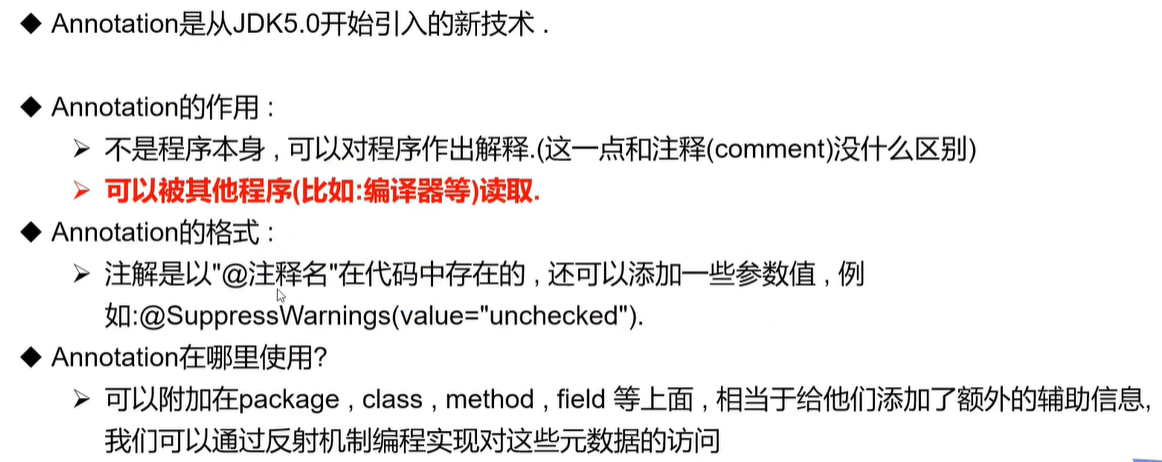 ◆ Annotation是从JDK5.0开始引入的新技术 .
◆ Annotation的作用 :
➢ 不是程序本身 , 可以对程序作出解释.(这一点和注释(comment)没什么区别)
➢ 可以被其他程序(比如:编译器等)读取.
◆ Annotation的格式 :
➢ 注解是以"@注释名"在代码中存在的 , 还可以添加一些参数值 , 例
如:@SuppressWarnings(value="unchecked").
◆ Annotation在哪里使用?
➢ 可以附加在package , class , method , field 等上面 , 相当于给他们添加了额外的辅助信息,
我们可以通过反射机制编程实现对这些元数据的访问